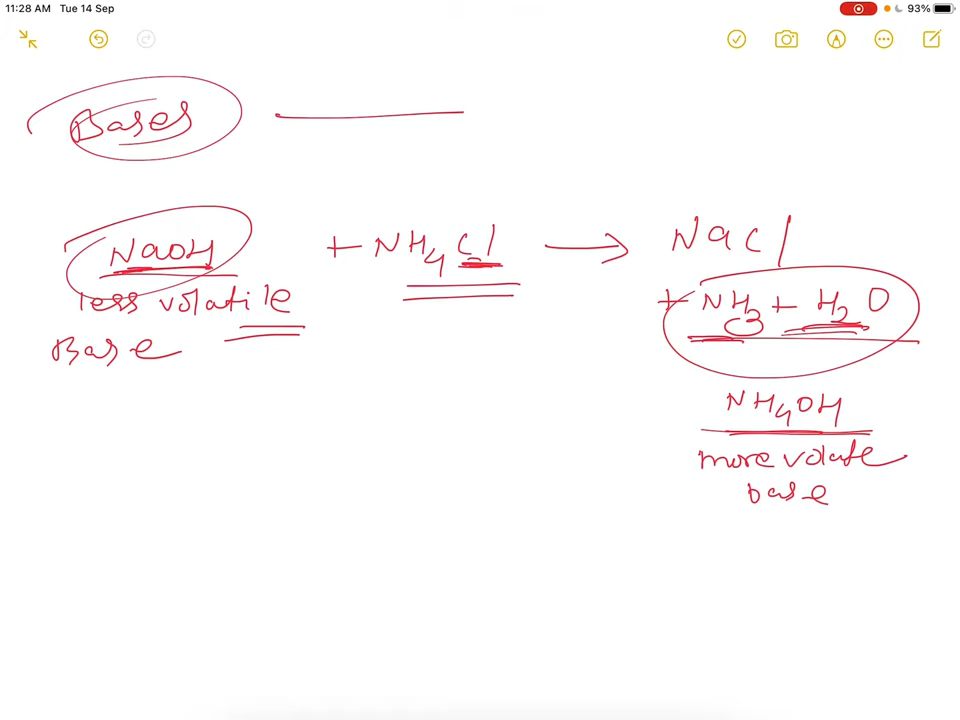 11:28 AM Tue 14 Sep 93%
Bases
NaOH + NH4Cl → NaCl
less volatile + NH3 + H2O
Base
NH4OH
more volate
base